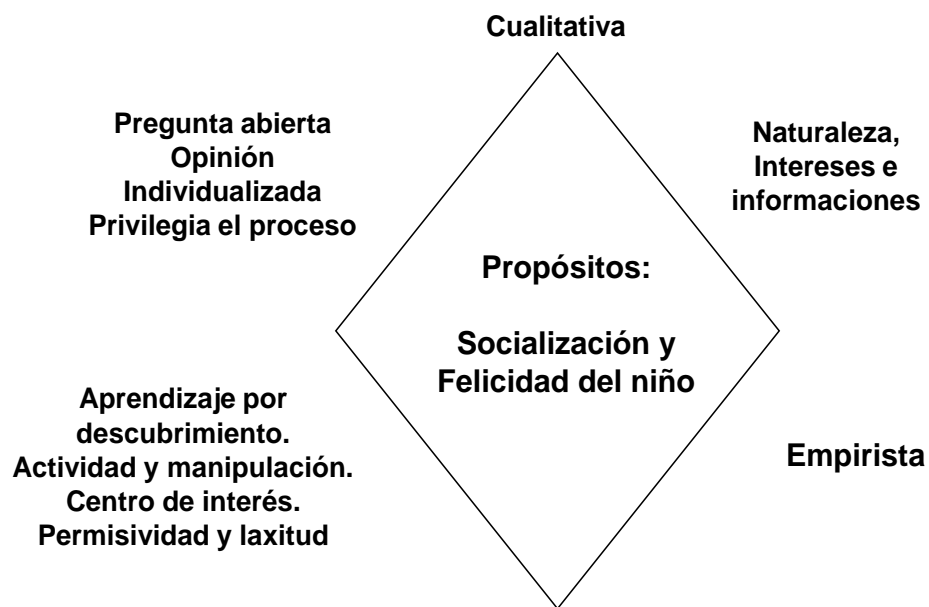 Cualitativa
Pregunta abierta
Opinión
Individualizada
Privilegia el proceso
Naturaleza,
Intereses e
informaciones
Propósitos:
Socialización y
Felicidad del niño
Aprendizaje por
descubrimiento.
Actividad y manipulación.
Centro de interés.
Permisividad y laxitud
Empirista